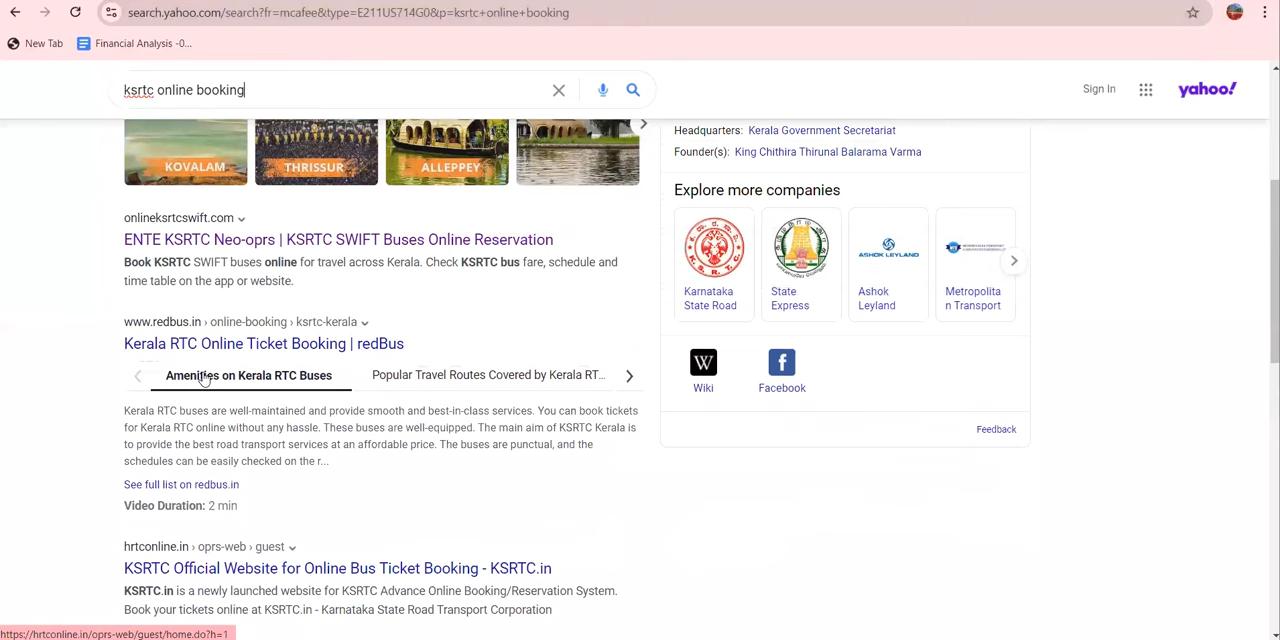 search.yahoo.com/search?fr=mcafee&type=E211US714G0&p=ksrtc+online+booking
New Tab
Financial Analysis -0...
ksrtc online booking
Sign In
yahoo!
KOVALAM
THRISSUR
ALLEPPEY
onlineksrtcswift.com
ENTE KSRTC Neo-oprs | KSRTC SWIFT Buses Online Reservation
Book KSRTC SWIFT buses online for travel across Kerala. Check KSRTC bus fare, schedule and
time table on the app or website.
www.redbus.in › online-booking › ksrtc-kerala
Kerala RTC Online Ticket Booking | redBus
Amenities on Kerala RTC Buses
Popular Travel Routes Covered by Kerala RT...
Kerala RTC buses are well-maintained and provide smooth and best-in-class services. You can book tickets
for Kerala RTC online without any hassle. These buses are well-equipped. The main aim of KSRTC Kerala is
to provide the best road transport services at an affordable price. The buses are punctual, and the
schedules can be easily checked on the r...
See full list on redbus.in
Video Duration: 2 min
hrtconline.in › oprs-web › guest
KSRTC Official Website for Online Bus Ticket Booking - KSRTC.in
KSRTC.in is a newly launched website for KSRTC Advance Online Booking/Reservation System.
Book your tickets online at KSRTC.in - Karnataka State Road Transport Corporation
Headquarters: Kerala Government Secretariat
Founder(s): King Chithira Thirunal Balarama Varma
Explore more companies
Karnataka
State Road
State
Express
ASHOK LEYLAND
Ashok
Leyland
Metropolita
n Transport
W
Wiki
f
Facebook
Feedback
https://hrtconline.in/oprs-web/guest/home.do?h=1